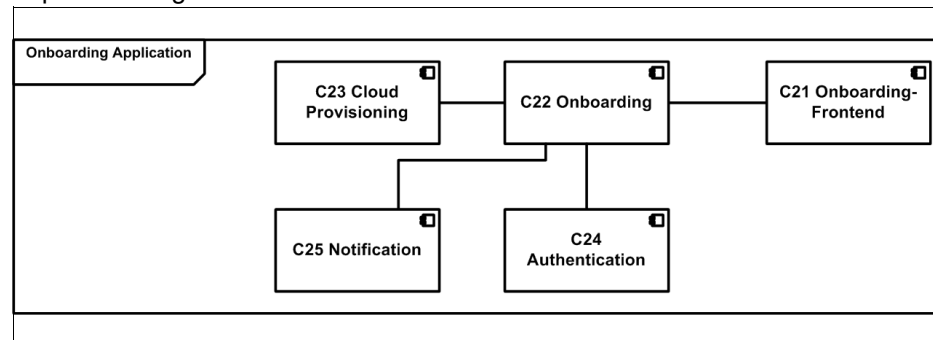 Onboarding Application
C23 Cloud
Provisioning
C22 Onboarding
C21 Onboarding-
Frontend
C25 Notification
C24
Authentication